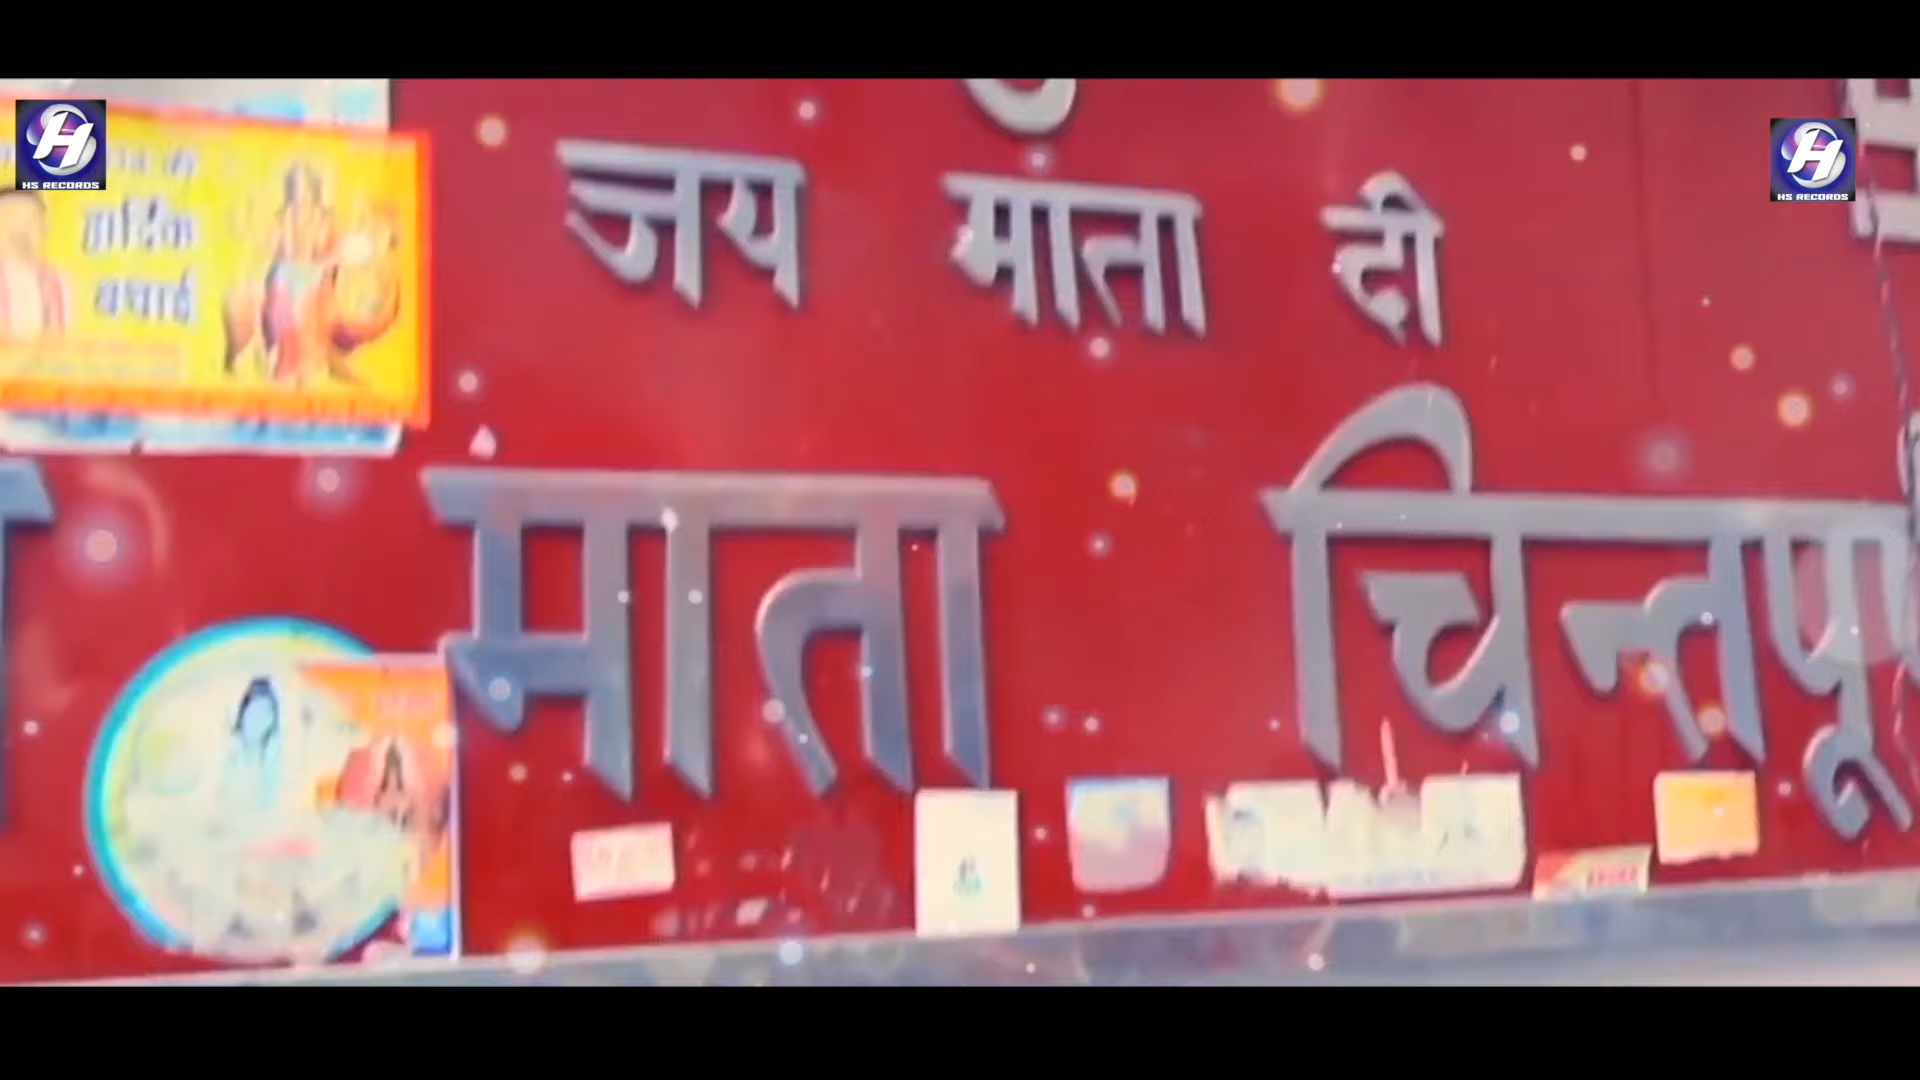 HS RECORDS
HS RECORDS
हार्दिक
बधाई
जय माता दी
माता चिन्तपू